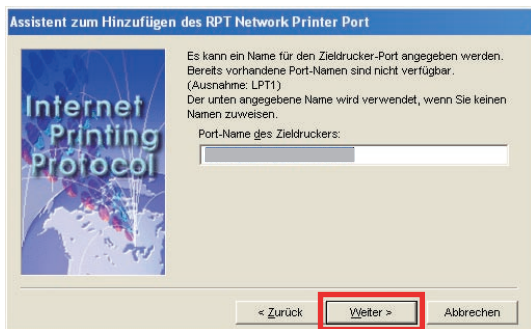 Assistent zum Hinzufügen des RPT Network Printer Port
Internet
Printing
Protocol
Es kann ein Name für den Zieldrucker-Port angegeben werden.
Bereits vorhandene Port-Namen sind nicht verfügbar.
(Ausnahme: LPT1)
Der unten angegebene Name wird verwendet, wenn Sie keinen
Namen zuweisen.
Port-Name des Zieldruckers:
< Zurück
Weiter >
Abbrechen